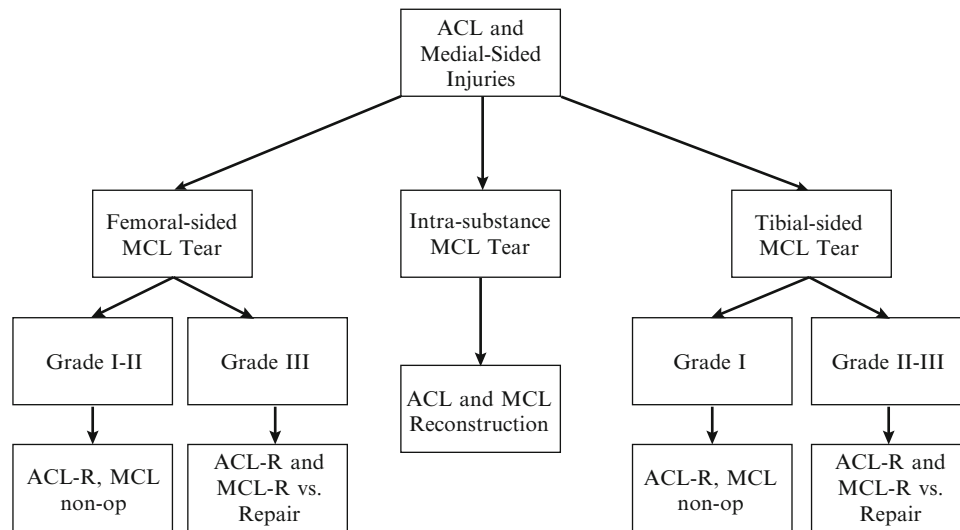 ACL and
Medial-Sided
Injuries
Femoral-sided
MCL Tear
Intra-substance
MCL Tear
Tibial-sided
MCL Tear
Grade I-II
Grade III
ACL and MCL
Reconstruction
Grade I
Grade II-III
ACL-R, MCL
non-op
ACL-R and
MCL-R vs.
Repair
ACL-R, MCL
non-op
ACL-R and
MCL-R vs.
Repair